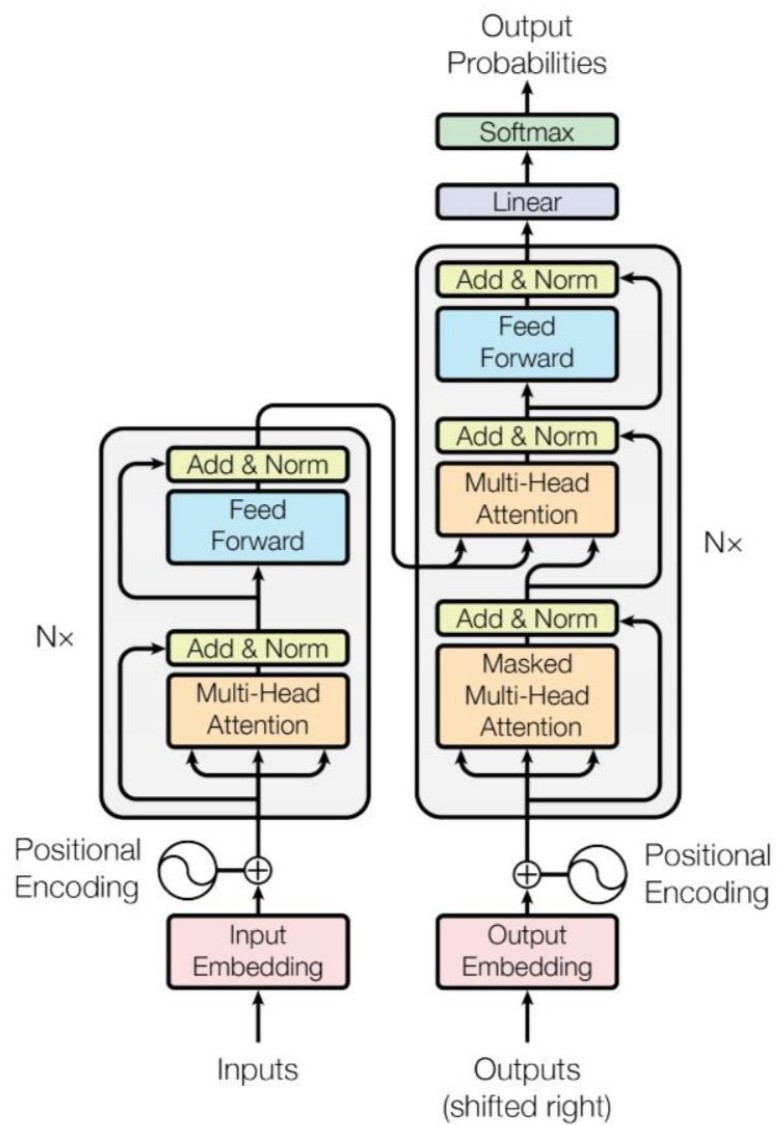 Output
Probabilities
Softmax
Linear
Add & Norm
Feed
Forward
Add & Norm
Multi-Head
Attention
Add & Norm
Masked
Multi-Head
Attention
Nx
Add & Norm
Feed
Forward
Add & Norm
Multi-Head
Attention
Nx
Positional
Encoding
Positional
Encoding
Input
Embedding
Output
Embedding
Inputs
Outputs
(shifted right)